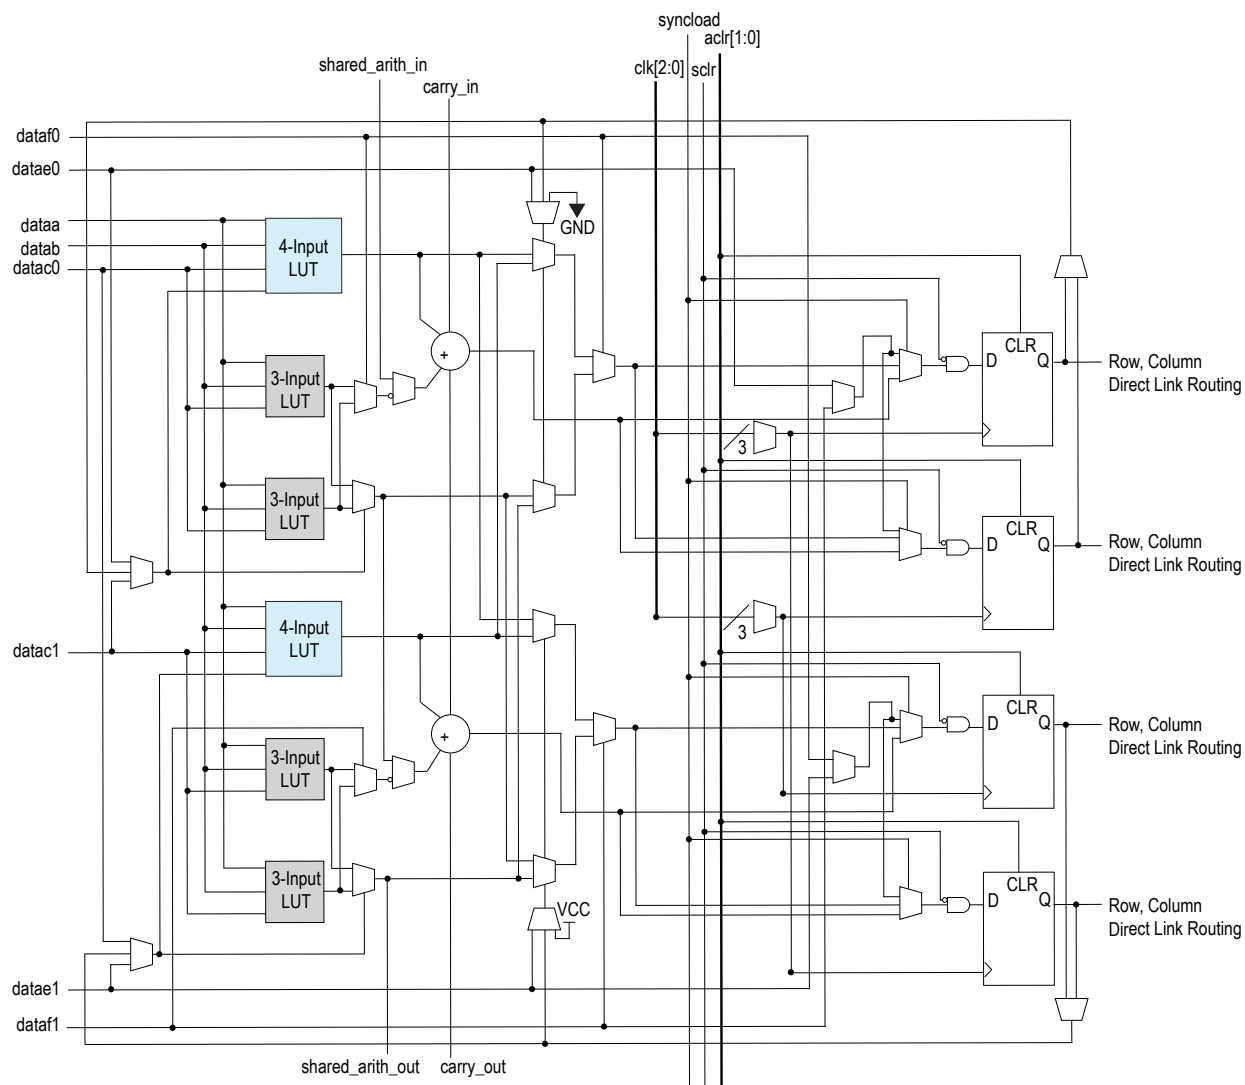 syncload
aclr[1:0]
shared_arith_in
clk[2:0]
sclr
carry_in
dataf0
datae0
dataa
datab
datac0
GND
4-Input
LUT
CLR
D
Q
+
3-Input
LUT
Row, Column
Direct Link Routing
3
3-Input
LUT
CLR
D
Q
Row, Column
Direct Link Routing
4-Input
LUT
3
datac1
CLR
D
Q
+
Row, Column
Direct Link Routing
3-Input
LUT
3-Input
LUT
CLR
D
Q
VCC
Row, Column
Direct Link Routing
datae1
dataf1
shared_arith_out
carry_out